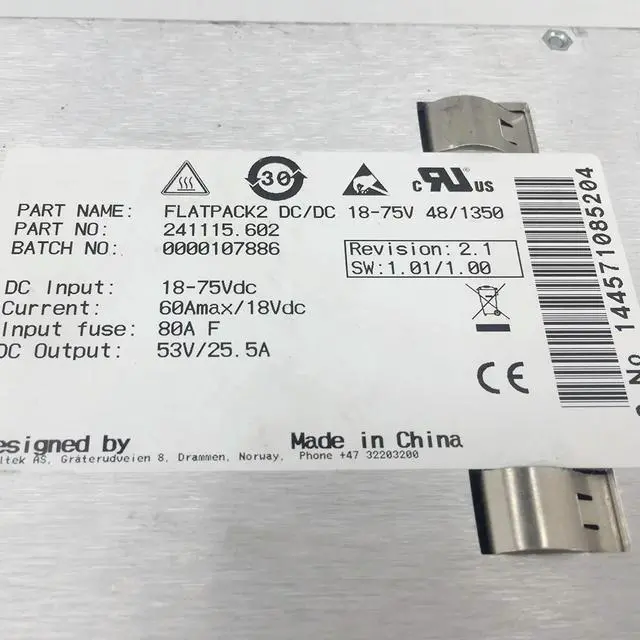 30
c RU US
PART NAME: FLATPACK2 DC/DC 18-75V 48/1350
PART NO: 241115.602
BATCH NO: 0000107886
Revision: 2.1
SW:1.01/1.00
DC Input: 18-75Vdc
Current: 60Amax/18Vdc
Input fuse: 80A F
DC Output: 53V/25.5A
CE
144571085204
No
esigned by
Made in China
ltek AS, Gråterudveien 8, Drammen, Norway, Phone +47 32203200